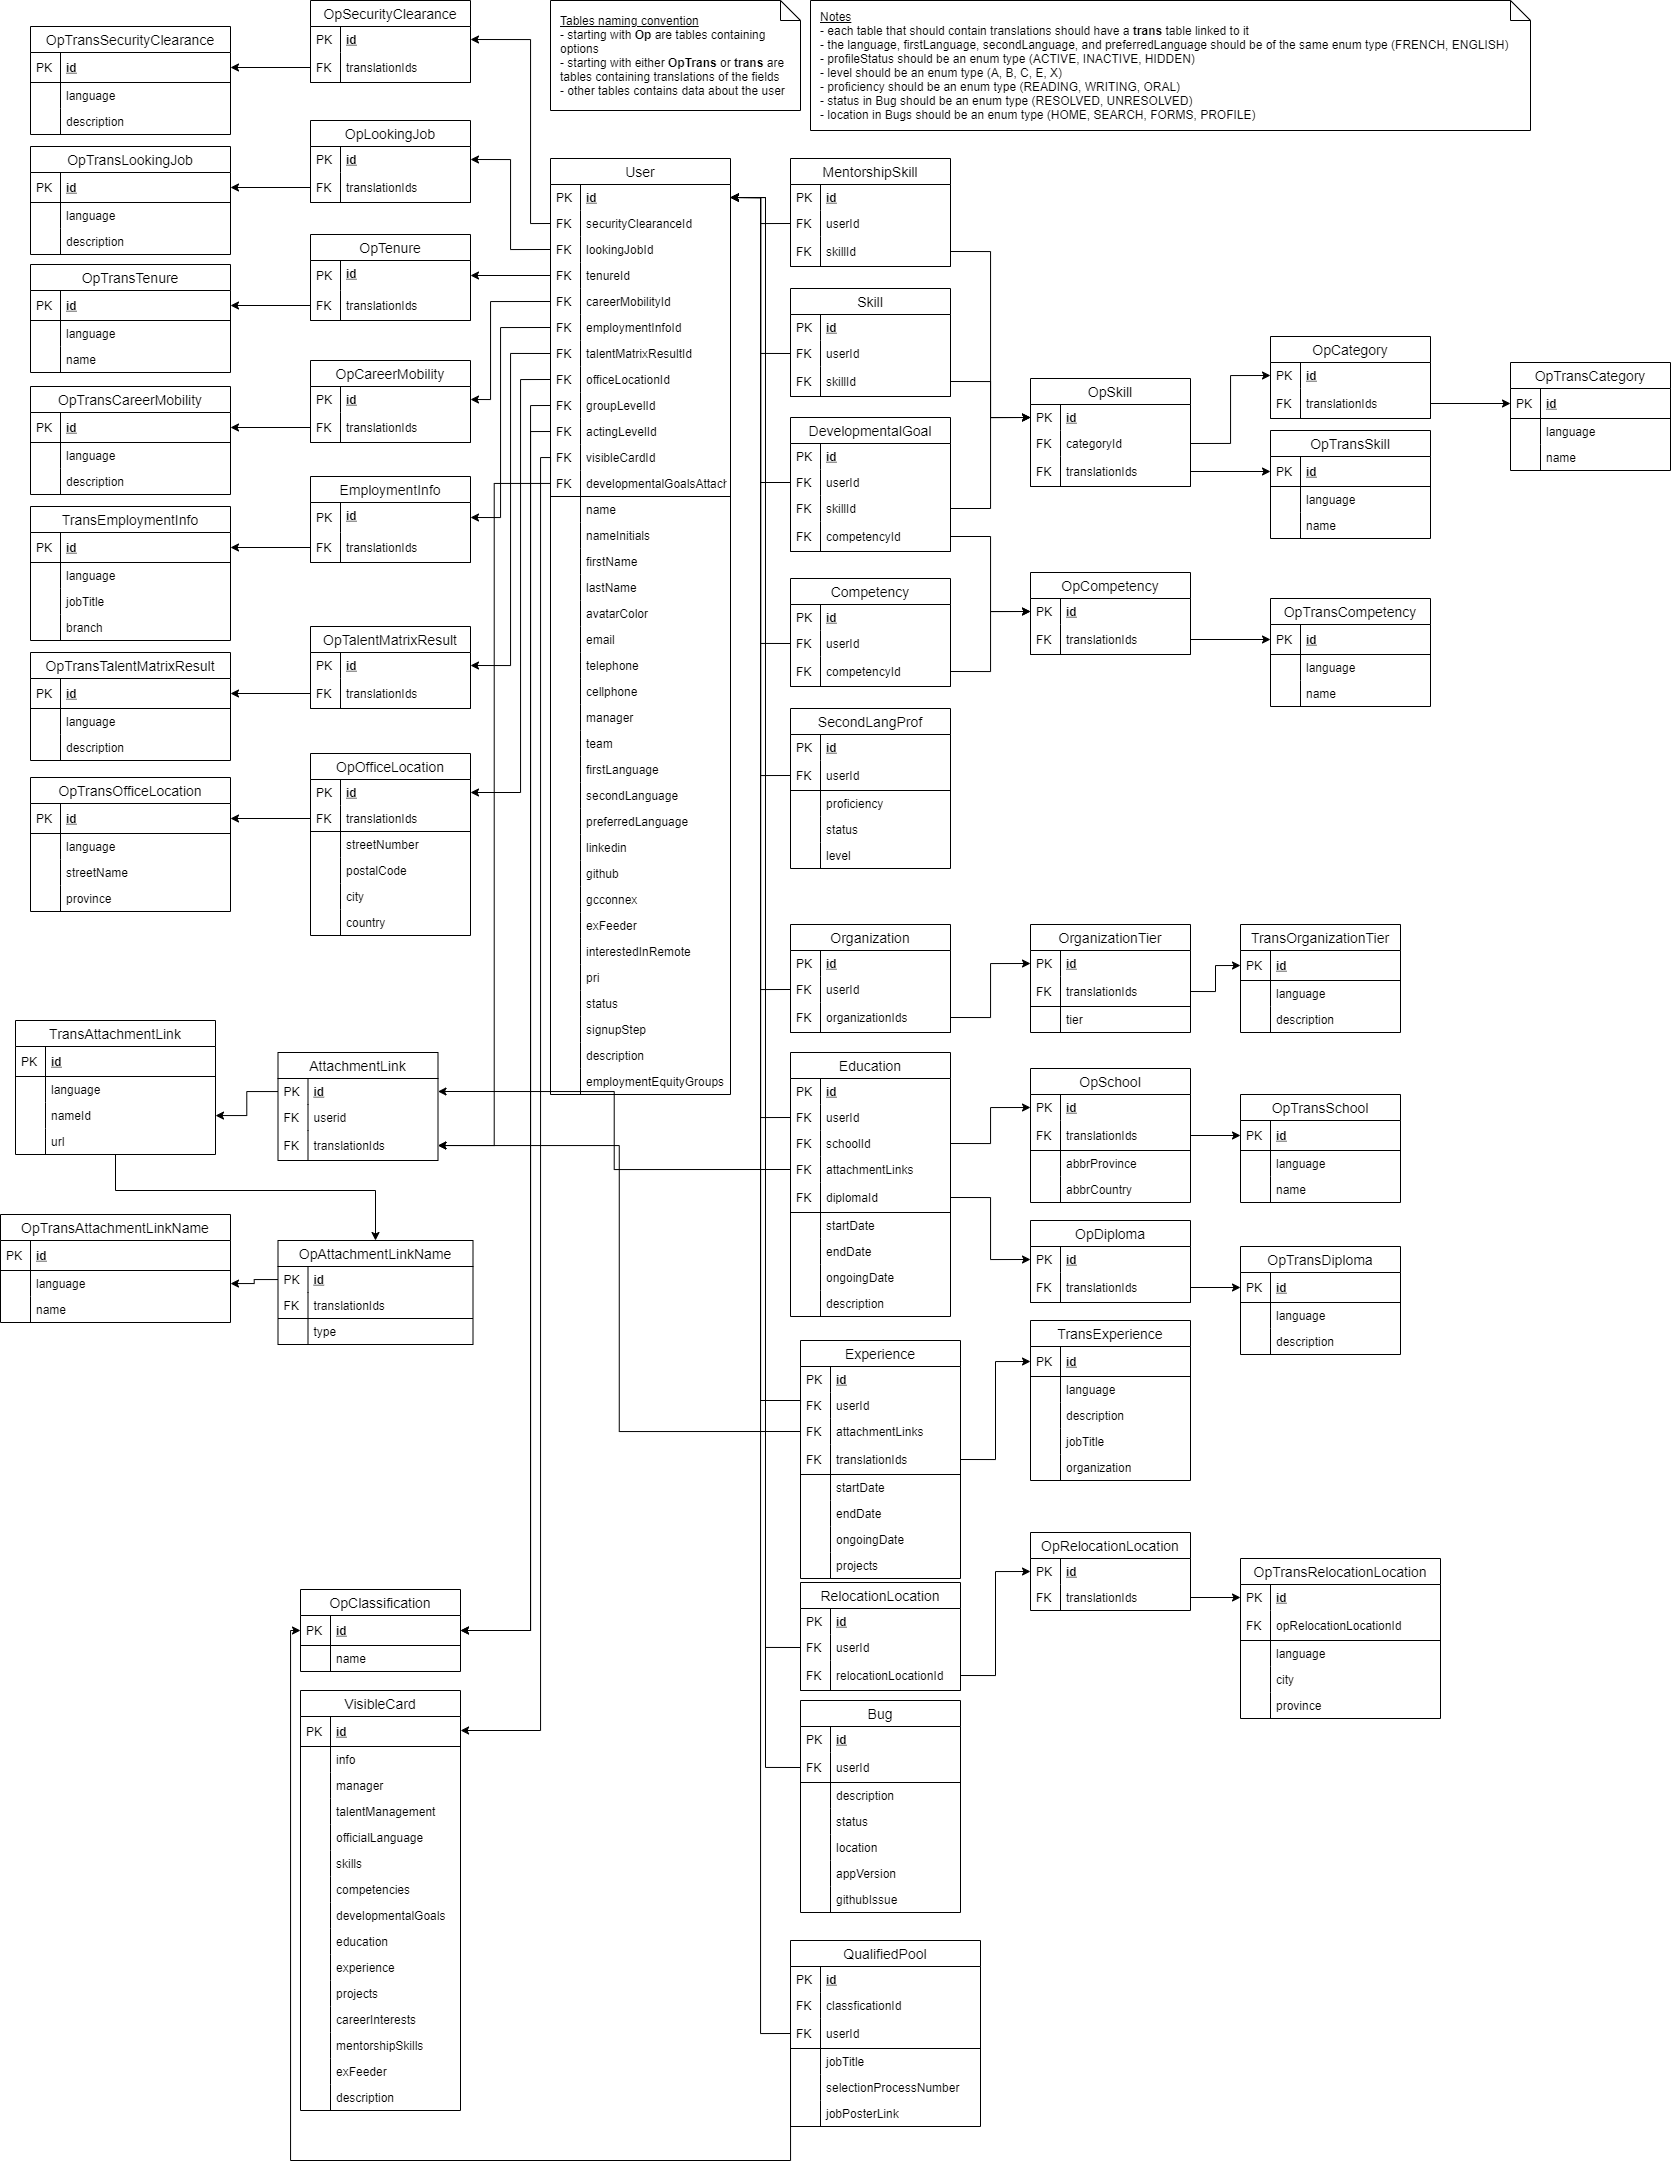 Tables naming convention
- starting with Op are tables containing
options
- starting with either OpTrans or trans are
tables containing translations of the fields
- other tables contains data about the user
Notes
- each table that should contain translations should have a trans table linked to it
- the language, firstLanguage, secondLanguage, and preferredLanguage should be of the same enum type (FRENCH, ENGLISH)
- profileStatus should be an enum type (ACTIVE, INACTIVE, HIDDEN)
- level should be an enum type (A, B, C, E, X)
- proficiency should be an enum type (READING, WRITING, ORAL)
- status in Bug should be an enum type (RESOLVED, UNRESOLVED)
- location in Bugs should be an enum type (HOME, SEARCH, FORMS, PROFILE)
OpTransSecurityClearance
PK id
language
description
OpTransLookingJob
PK id
language
description
OpTransTenure
PK id
language
name
OpTransCareerMobility
PK id
language
description
TransEmploymentInfo
PK id
language
jobTitle
branch
OpTransTalentMatrixResult
PK id
language
description
OpTransOfficeLocation
PK id
language
streetName
province
TransAttachmentLink
PK id
language
nameId
url
OpTransAttachmentLinkName
PK id
language
name
OpSecurityClearance
PK id
FK translationIds
OpLookingJob
PK id
FK translationIds
OpTenure
PK id
FK translationIds
OpCareerMobility
PK id
FK translationIds
EmploymentInfo
PK id
FK translationIds
OpTalentMatrixResult
PK id
FK translationIds
OpOfficeLocation
PK id
FK translationIds
streetNumber
postalCode
city
country
AttachmentLink
PK id
FK userid
FK translationIds
OpAttachmentLinkName
PK id
FK translationIds
type
OpClassification
PK id
name
VisibleCard
PK id
info
manager
talentManagement
officialLanguage
skills
competencies
developmentalGoals
education
experience
projects
careerInterests
mentorshipSkills
exFeeder
description
User
PK id
FK securityClearanceId
FK lookingJobId
FK tenureId
FK careerMobilityId
FK employmentInfoId
FK talentMatrixResultId
FK officeLocationId
FK groupLevelId
FK actingLevelId
FK visibleCardId
FK developmentalGoalsAttach
name
nameInitials
firstName
lastName
avatarColor
email
telephone
cellphone
manager
team
firstLanguage
secondLanguage
preferredLanguage
linkedin
github
gcconnex
exFeeder
interestedInRemote
pri
status
signupStep
description
employmentEquityGroups
MentorshipSkill
PK id
FK userId
FK skillId
Skill
PK id
FK userId
FK skillId
DevelopmentalGoal
PK id
FK userId
FK skillId
FK competencyId
Competency
PK id
FK userId
FK competencyId
SecondLangProf
PK id
FK userId
proficiency
status
level
Organization
PK id
FK userId
FK organizationIds
Education
PK id
FK userId
FK schoolId
FK attachmentLinks
FK diplomaId
startDate
endDate
ongoingDate
description
Experience
PK id
FK userId
FK attachmentLinks
FK translationIds
startDate
endDate
ongoingDate
projects
RelocationLocation
PK id
FK userId
FK relocationLocationId
Bug
PK id
FK userId
description
status
location
appVersion
githubIssue
QualifiedPool
PK id
FK classficationId
FK userId
jobTitle
selectionProcessNumber
jobPosterLink
OpSkill
PK id
FK categoryId
FK translationIds
OpCompetency
PK id
FK translationIds
OrganizationTier
PK id
FK translationIds
tier
OpSchool
PK id
FK translationIds
abbrProvince
abbrCountry
OpDiploma
PK id
FK translationIds
TransExperience
PK id
language
description
jobTitle
organization
OpRelocationLocation
PK id
FK translationIds
OpCategory
PK id
FK translationIds
OpTransSkill
PK id
language
name
OpTransCategory
PK id
language
name
OpTransCompetency
PK id
language
name
TransOrganizationTier
PK id
language
description
OpTransSchool
PK id
language
name
OpTransDiploma
PK id
language
description
OpTransRelocationLocation
PK id
FK opRelocationLocationId
language
city
province